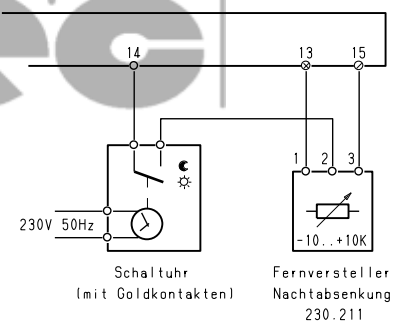 14 13 15
1 2 3
230V 50Hz
-10..+10K
Schaltuhr
(mit Goldkontakten)
Fernversteller
Nachtabsenkung
230.211